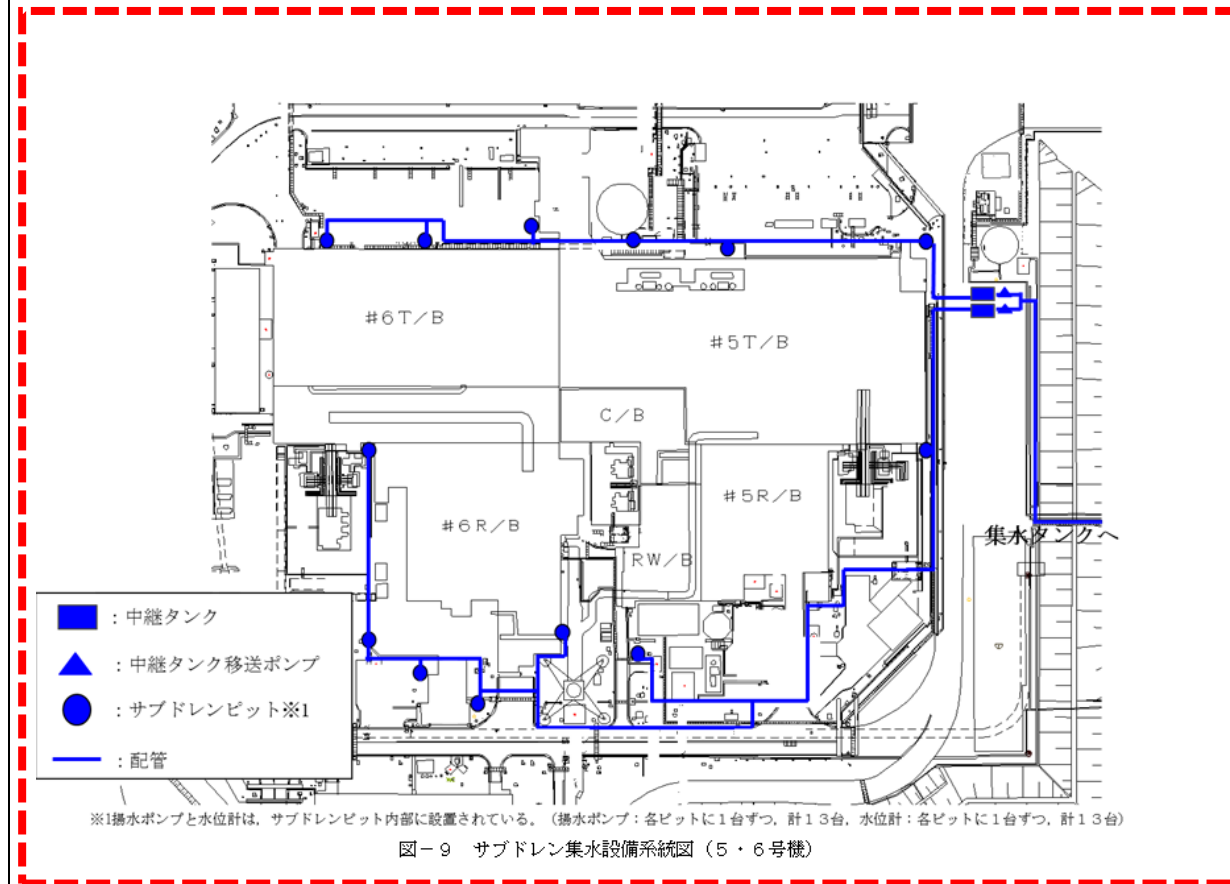 #6T/B
#5T/B
C/B
#5R/B
#6R/B
集水タンクへ
RW/B
:中継タンク
:中継タンク移送ポンプ
:サブドレンピット※1
:配管
※1揚水ポンプと水位計は,サブドレンピット内部に設置されている。(揚水ポンプ:各ピットに1台ずつ,計13台,水位計:各ピットに1台ずつ,計13台)
図-9 サブドレン集水設備系統図(5・6号機)